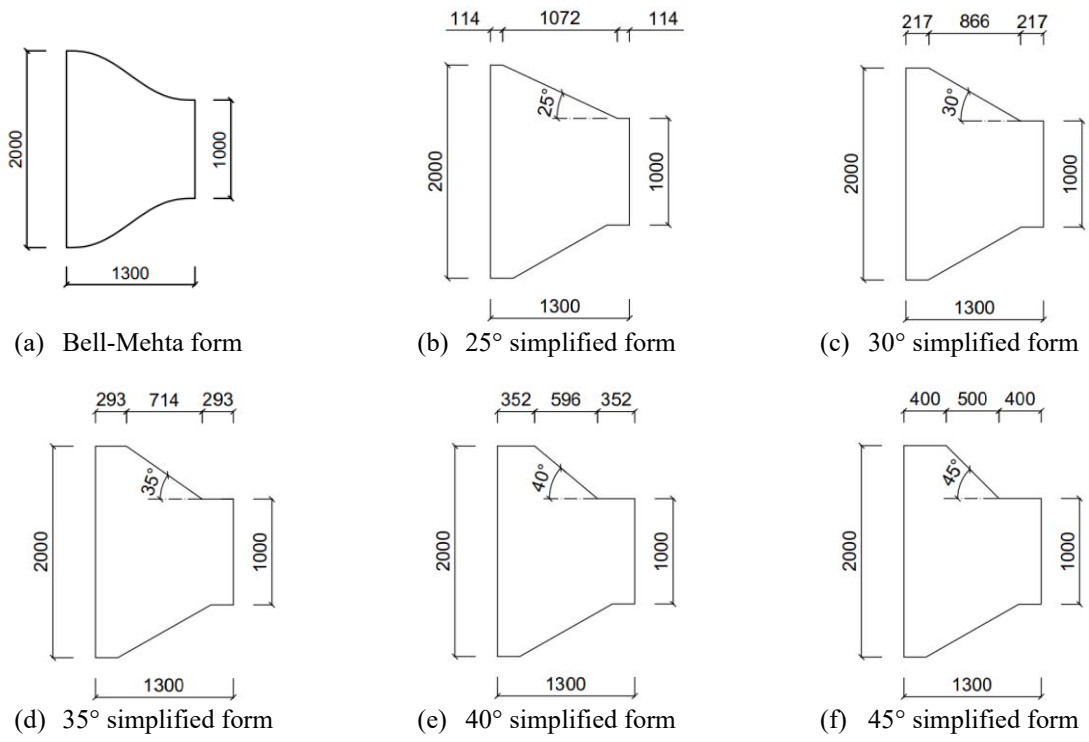 114 1072 114
217 866 217
2000
1000
1300
25°
2000
1000
1300
30°
2000
1000
1300
(a) Bell-Mehta form
(b) 25° simplified form
(c) 30° simplified form
293 714 293
352 596 352
400 500 400
35°
2000
1000
1300
40°
2000
1000
1300
45°
2000
1000
1300
(d) 35° simplified form
(e) 40° simplified form
(f) 45° simplified form